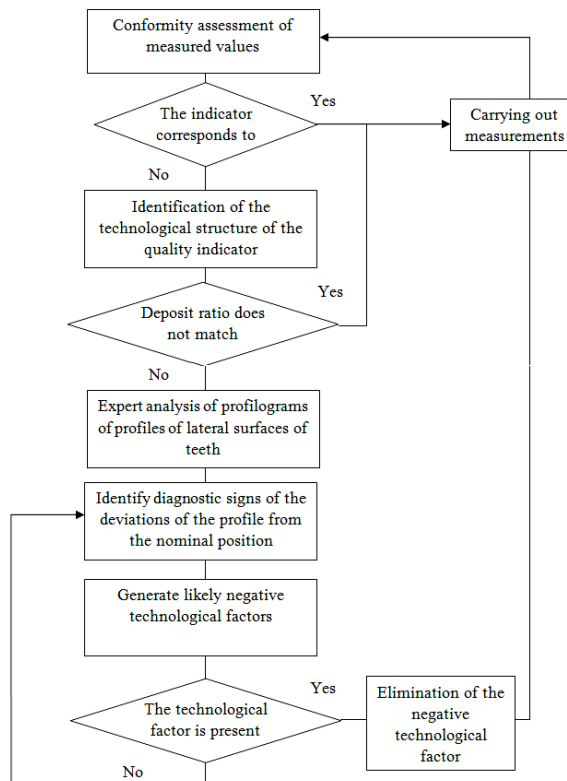 Conformity assessment of
measured values
Yes
The indicator
corresponds to
Carrying out
measurements
No
Identification of the
technological structure of the
quality indicator
Yes
Deposit ratio does
not match
No
Expert analysis of profilograms
of profiles of lateral surfaces of
teeth
Identify diagnostic signs of the
deviations of the profile from
the nominal position
Generate likely negative
technological factors
Yes
The technological
factor is present
Elimination of the
negative
technological
factor
No